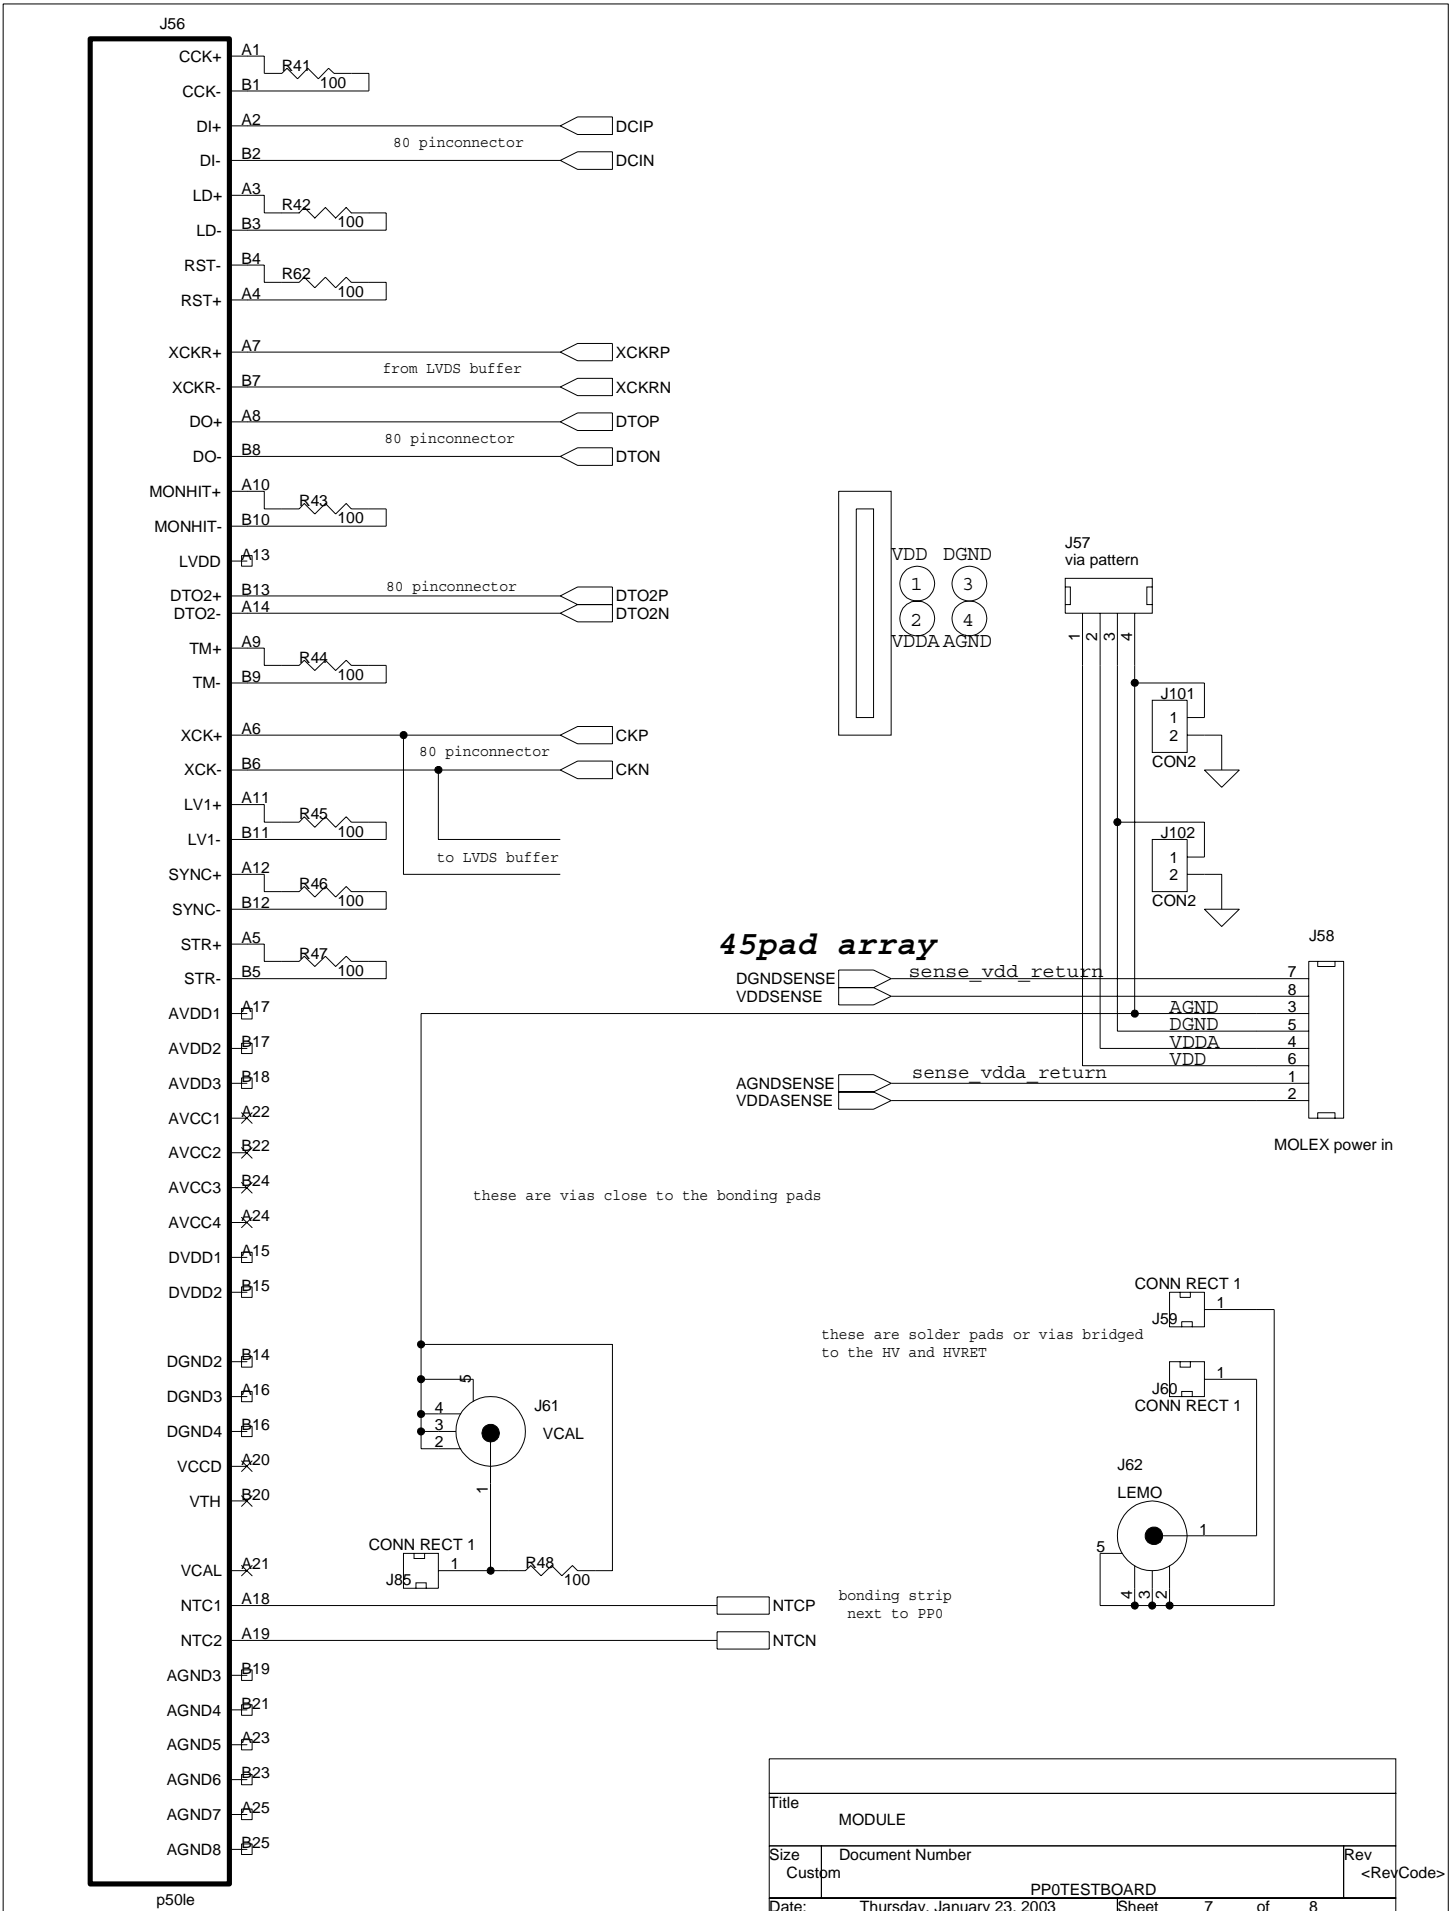 J56
CCK+ A1
R41
100
CCK- B1
DI+ A2 DCIP
80 pinconnector
DI- B2 DCIN
LD+ A3
R42
100
LD- B3
RST- B4
R62
100
RST+ A4
XCKR+ A7 XCKRP
from LVDS buffer
XCKR- B7 XCKRN
DO+ A8 DTOP
80 pinconnector
DO- B8 DTON
MONHIT+ A10
R43
100
MONHIT- B10
LVDD A13
DTO2+ B13 80 pinconnector DTO2P
DTO2- A14 DTO2N
TM+ A9
R44
100
TM- B9
XCK+ A6 CKP
80 pinconnector
XCK- B6 CKN
LV1+ A11
R45
100
LV1- B11
to LVDS buffer
SYNC+ A12
R46
100
SYNC- B12
STR+ A5
R47
100
STR- B5
AVDD1 A17
AVDD2 B17
AVDD3 B18
AVCC1 A22
AVCC2 B22
AVCC3 B24
AVCC4 A24
DVDD1 A15
DVDD2 B15
DGND2 B14
DGND3 A16
DGND4 B16
VCCD A20
VTH B20
VCAL A21
NTC1 A18 NTCP
NTC2 A19 NTCN
AGND3 B19
AGND4 B21
AGND5 A23
AGND6 B23
AGND7 A25
AGND8 B25
p50le
VDD DGND
1 3
2 4
VDDA AGND
J57
via pattern
1 2 3 4
J101
1
2
CON2
J102
1
2
CON2
45pad array
J58
DGNDSENSE sense_vdd_return 7
VDDSENSE 8
AGND 3
DGND 5
VDDA 4
VDD 6
AGNDSENSE sense_vdda_return 1
VDDASENSE 2
MOLEX power in
these are vias close to the bonding pads
5
4
3
2
1
J61
VCAL
CONN RECT 1
J85
1
R48
100
CONN RECT 1
J59
1
these are solder pads or vias bridged
to the HV and HVRET
J60
1
CONN RECT 1
J62
LEMO
1
5
4 3 2
bonding strip
next to PP0
Title
MODULE
Size Document Number Rev
Custom PP0TESTBOARD <RevCode>
Date: Thursday, January 23, 2003 Sheet 7 of 8